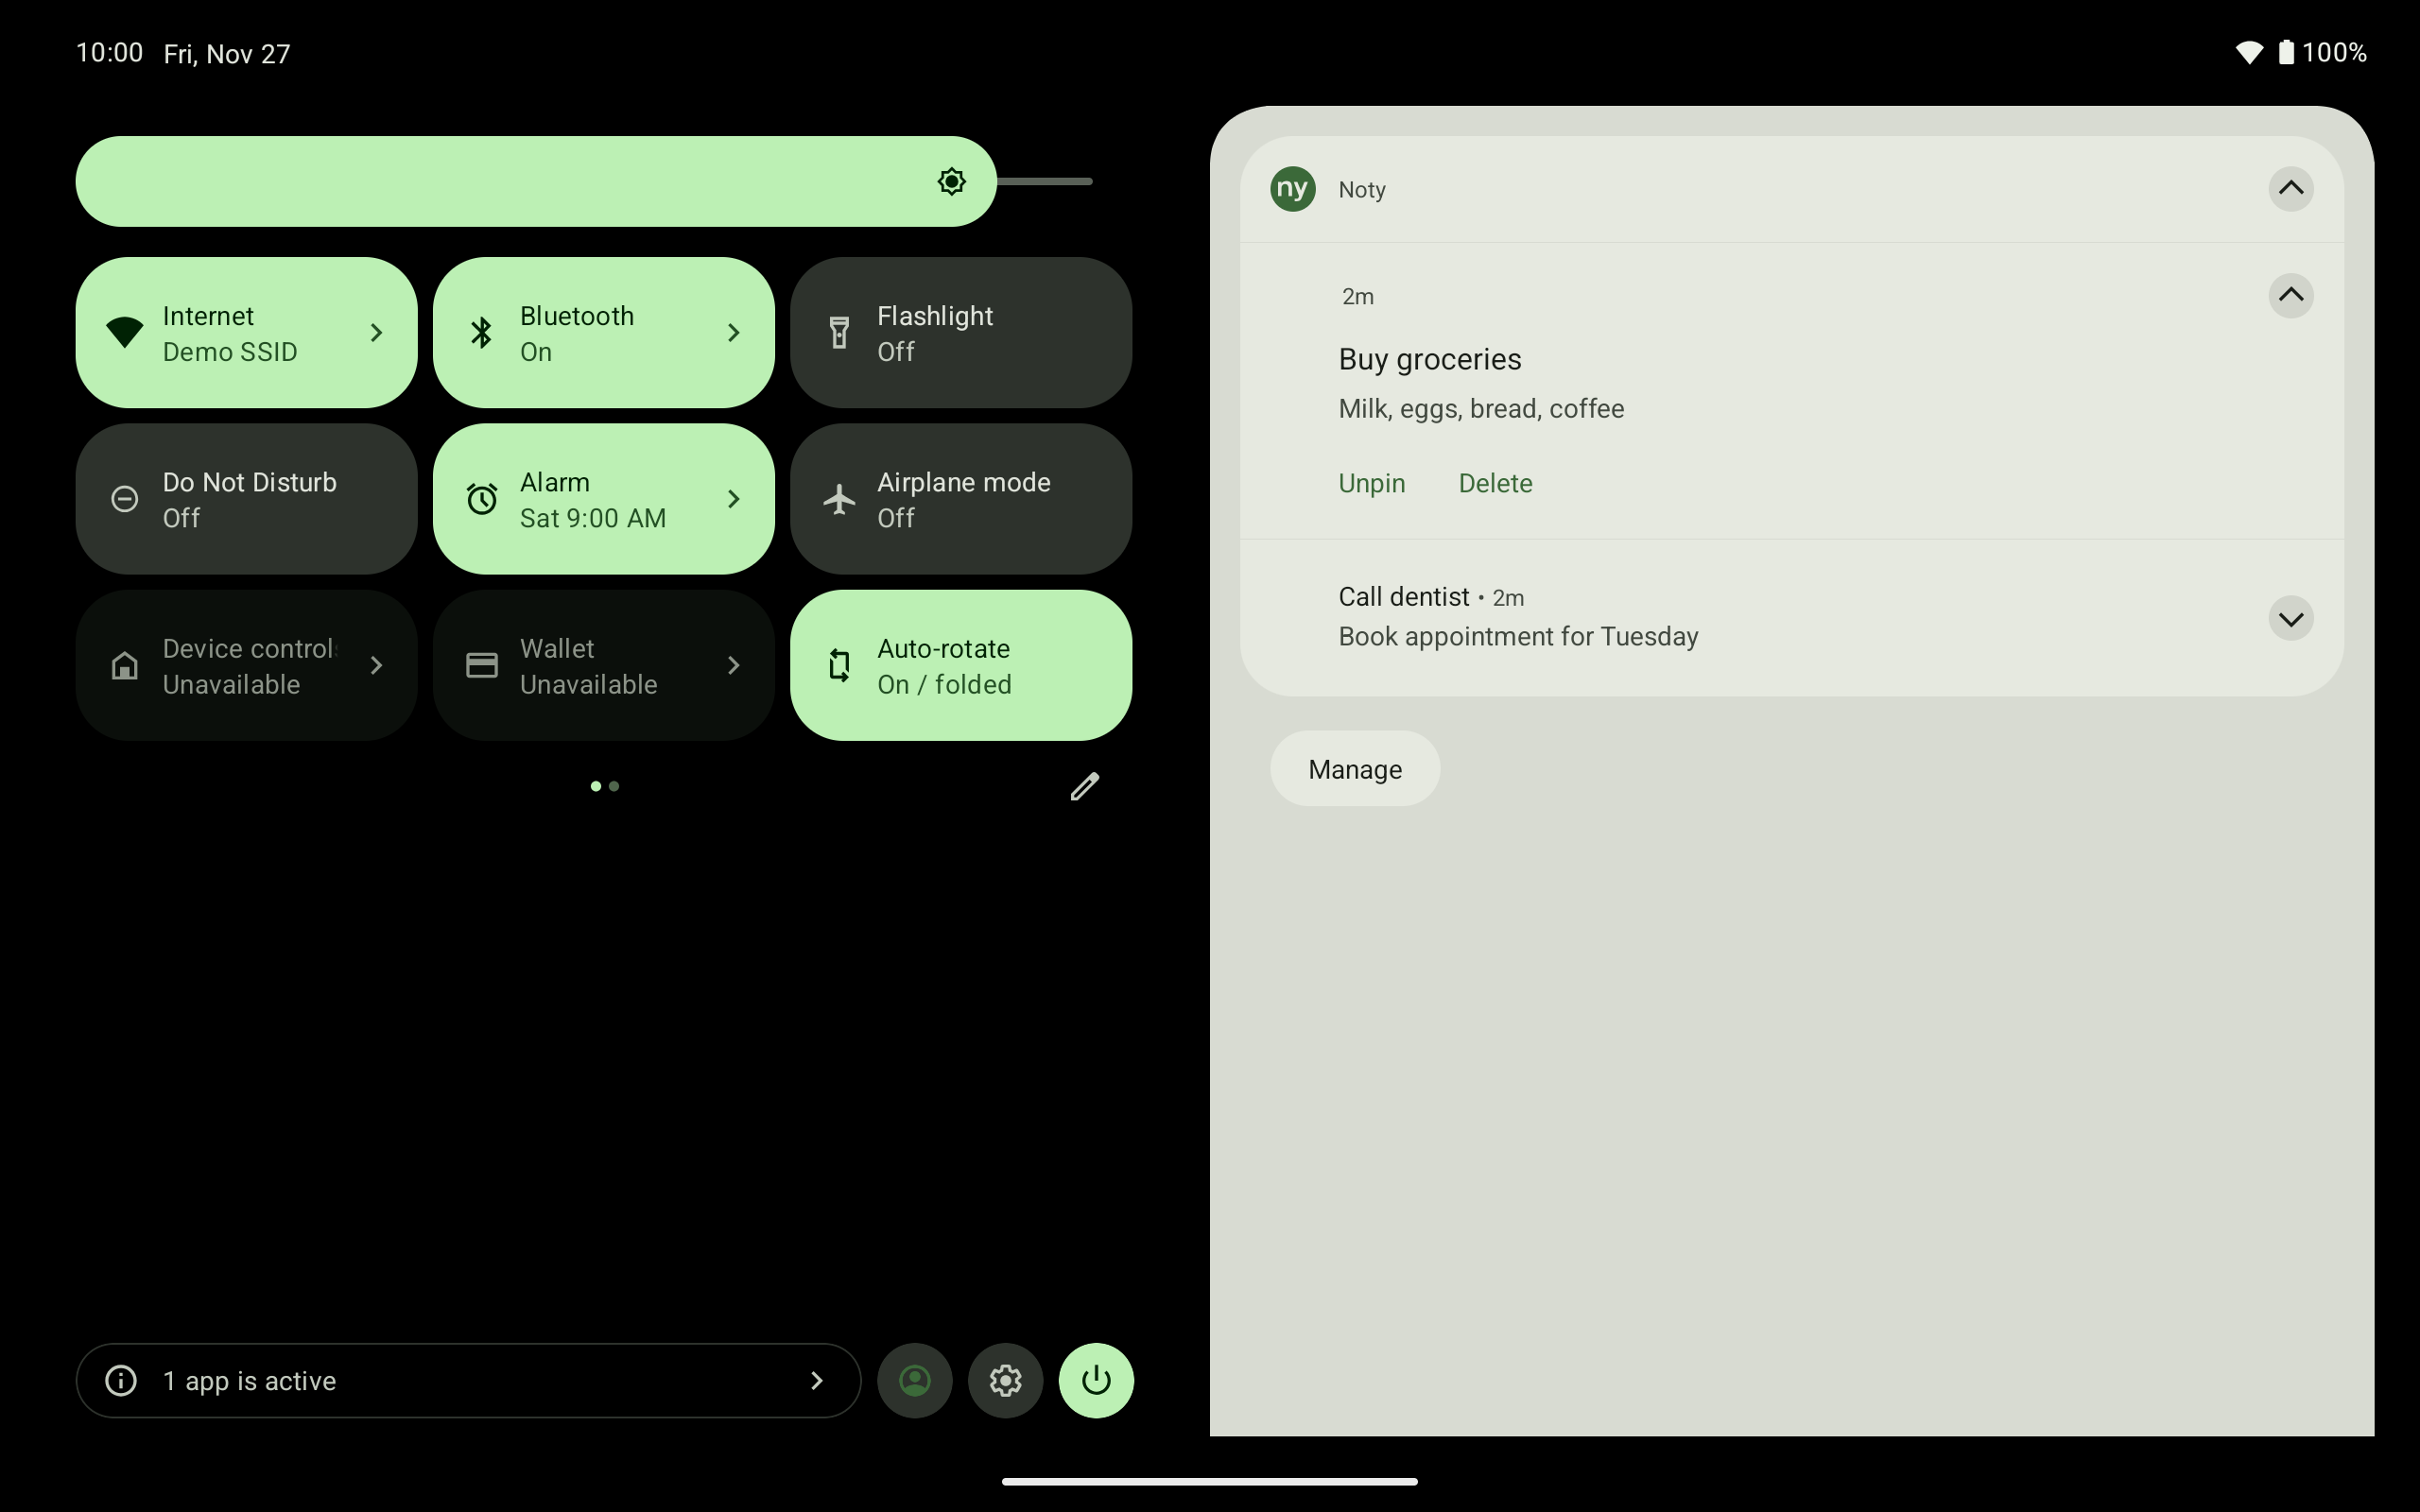 10:00 Fri, Nov 27
100%
Internet
Demo SSID
Bluetooth
On
Flashlight
Off
Do Not Disturb
Off
Alarm
Sat 9:00 AM
Airplane mode
Off
Device controls
Unavailable
Wallet
Unavailable
Auto-rotate
On / folded
1 app is active
ny Noty
2m
Buy groceries
Milk, eggs, bread, coffee
Unpin Delete
Call dentist • 2m
Book appointment for Tuesday
Manage